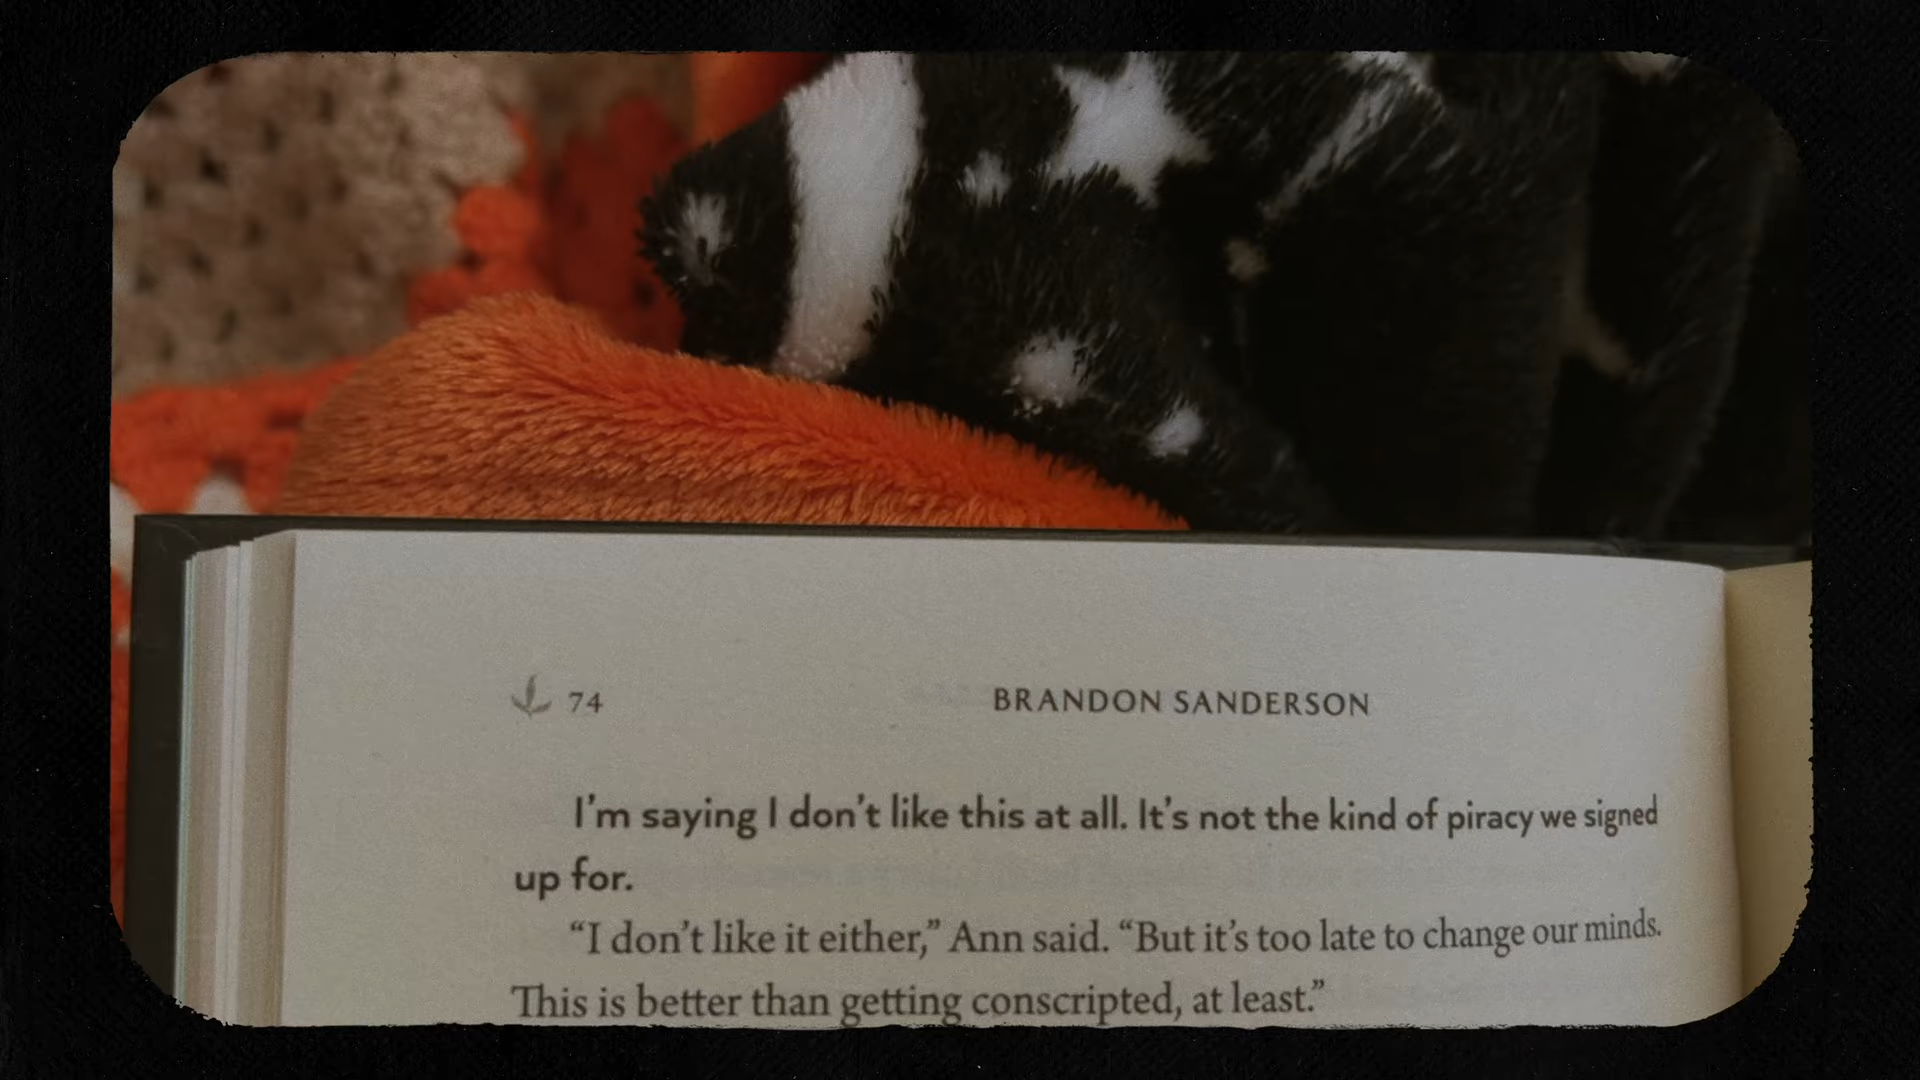 74 BRANDON SANDERSON
I’m saying I don’t like this at all. It’s not the kind of piracy we signed
up for.
“I don’t like it either,” Ann said. “But it’s too late to change our minds.
This is better than getting conscripted, at least.”